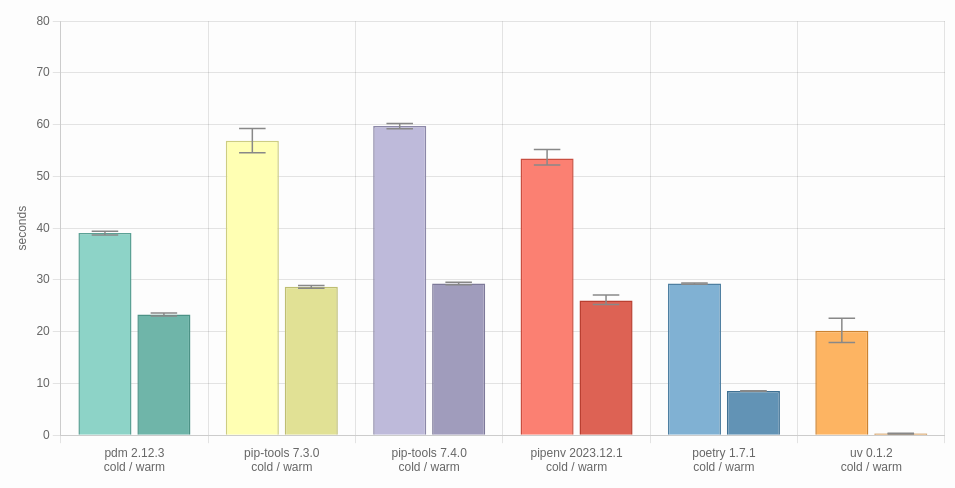 80
70
60
50
40
30
20
10
0
seconds
pdm 2.12.3
cold / warm
pip-tools 7.3.0
cold / warm
pip-tools 7.4.0
cold / warm
pipenv 2023.12.1
cold / warm
poetry 1.7.1
cold / warm
uv 0.1.2
cold / warm